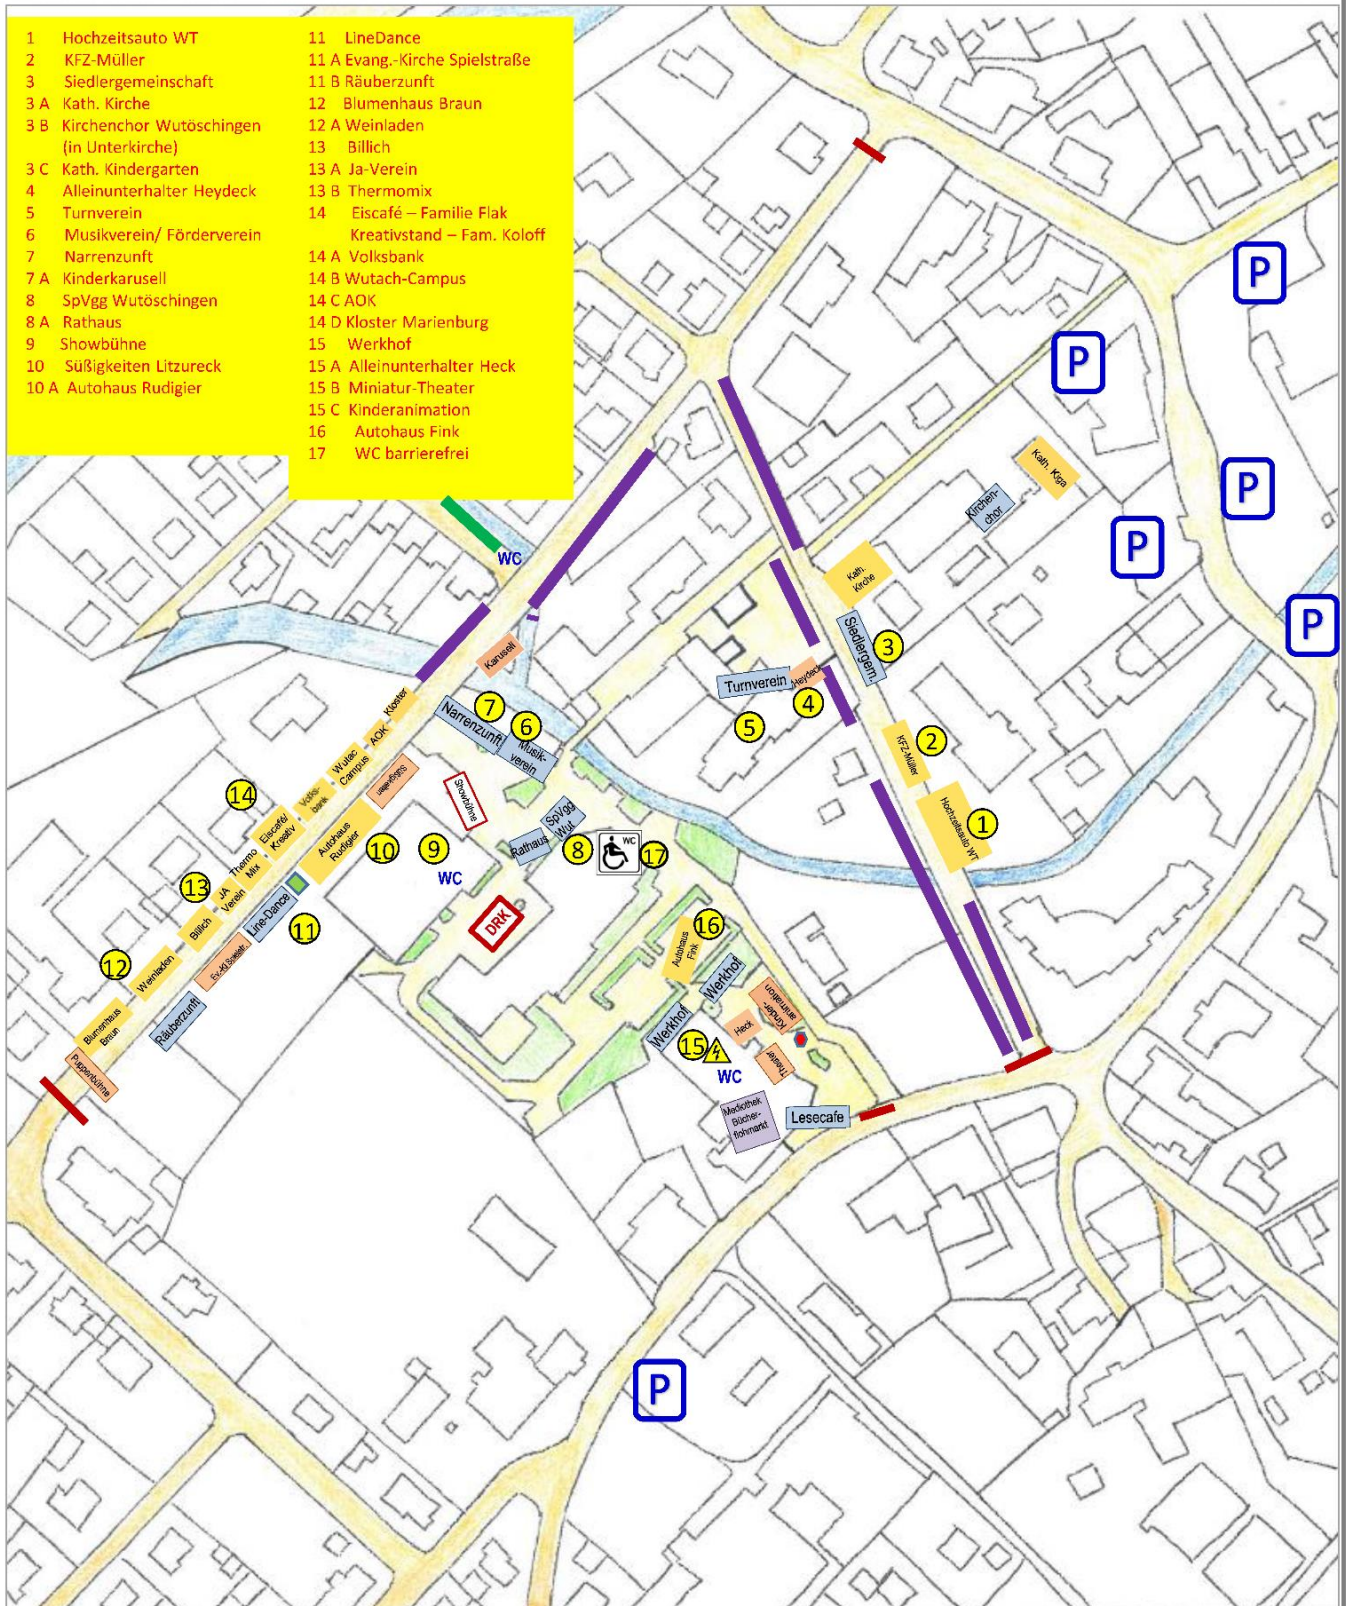 1 Hochzeitsauto WT
2 KFZ-Müller
3 Siedlergemeinschaft
3 A Kath. Kirche
3 B Kirchenchor Wutöschingen
(in Unterkirche)
3 C Kath. Kindergarten
4 Alleinunterhalter Heydeck
5 Turnverein
6 Musikverein/ Förderverein
7 Narrenzunft
7 A Kinderkarusell
8 SpVgg Wutöschingen
8 A Rathaus
9 Showbühne
10 Süßigkeiten Litzureck
10 A Autohaus Rudigier
11 LineDance
11 A Evang.-Kirche Spielstraße
11 B Räuberzunft
12 Blumenhaus Braun
12 A Weinladen
13 Billich
13 A Ja-Verein
13 B Thermomix
14 Eiscafé – Familie Flak
Kreativstand – Fam. Koloff
14 A Volksbank
14 B Wutach-Campus
14 C AOK
14 D Kloster Marienburg
15 Werkhof
15 A Alleinunterhalter Heck
15 B Miniatur-Theater
15 C Kinderanimation
16 Autohaus Fink
17 WC barrierefrei
P
P
P
P
P
Kath. Kiga
Kirchen-
chor
WC
Kath.
Kirche
Siedlergem.
3
Karusell
Turnverein
Heydeck
4
5
Kloster
7
Narrenzunft
6
Musik-
verein
AOK
2
KFZ-Müller
Wutac
Campus
Süßigkeiten
14
Volks-
bank
Showbühne
Eiscafé/
Kreativ
SpVgg
Wut
1
Hochzeitsauto WT
Autohaus
Rudigier
10
9
Rathaus
8
WC
17
Thermo
Mix
WC
13
JA
Verein
Line-Dance
11
Billich
DRK
16
Autohaus
Fink
12
Weinladen
Werkhof
Kinder-
animation
Räuberzunft
Blumenhaus
Braun
Werkhof
Heck
15
Theater
WC
Puppenbühne
Mediothek
Bücher-
flohmarkt
Lesecafe
P